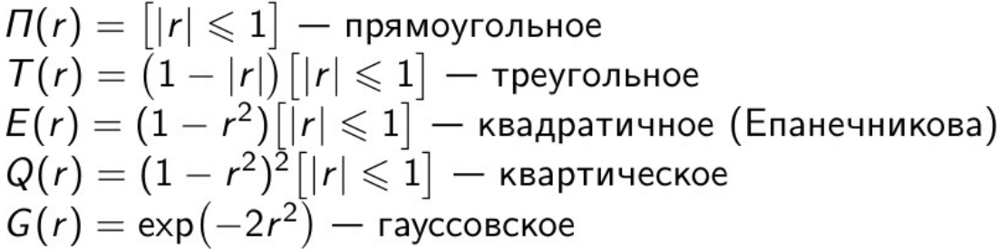 Π(r) = [|r| ⩽ 1] — прямоугольное
T(r) = (1 − |r|)[|r| ⩽ 1] — треугольное
E(r) = (1 − r²)[|r| ⩽ 1] — квадратичное (Епанечникова)
Q(r) = (1 − r²)²[|r| ⩽ 1] — квартическое
G(r) = exp(−2r²) — гауссовское